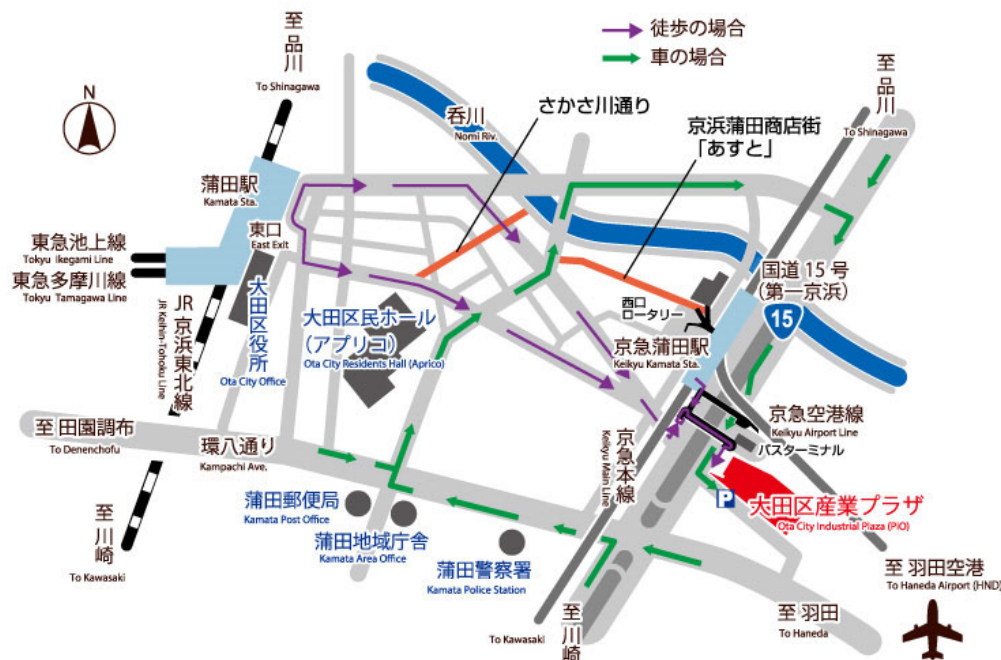 徒歩の場合
車の場合
N
至 品川
To Shinagawa
呑川
Nomi Riv.
さかさ川通り
京浜蒲田商店街
「あすと」
至 品川
To Shinagawa
蒲田駅
Kamata Sta.
東口
East Exit
東急池上線
Tokyu Ikegami Line
東急多摩川線
Tokyu Tamagawa Line
JR 京浜東北線
JR Keihin-Tohoku Line
大田区役所
Ota City Office
大田区民ホール
（アプリコ）
Ota City Residents Hall (Aprico)
西口
ロータリー
京急蒲田駅
Keikyu Kamata Sta.
国道 15 号
（第一京浜）
15
京急空港線
Keikyu Airport Line
バスターミナル
京急本線
Keikyu Main Line
至 田園調布
To Denenchofu
環八通り
Kampachi Ave.
P
大田区産業プラザ
Ota City Industrial Plaza (PiO)
蒲田郵便局
Kamata Post Office
蒲田地域庁舎
Kamata Area Office
蒲田警察署
Kamata Police Station
至 川崎
To Kawasaki
至 川崎
To Kawasaki
至 羽田
To Haneda
至 羽田空港
To Haneda Airport (HND)